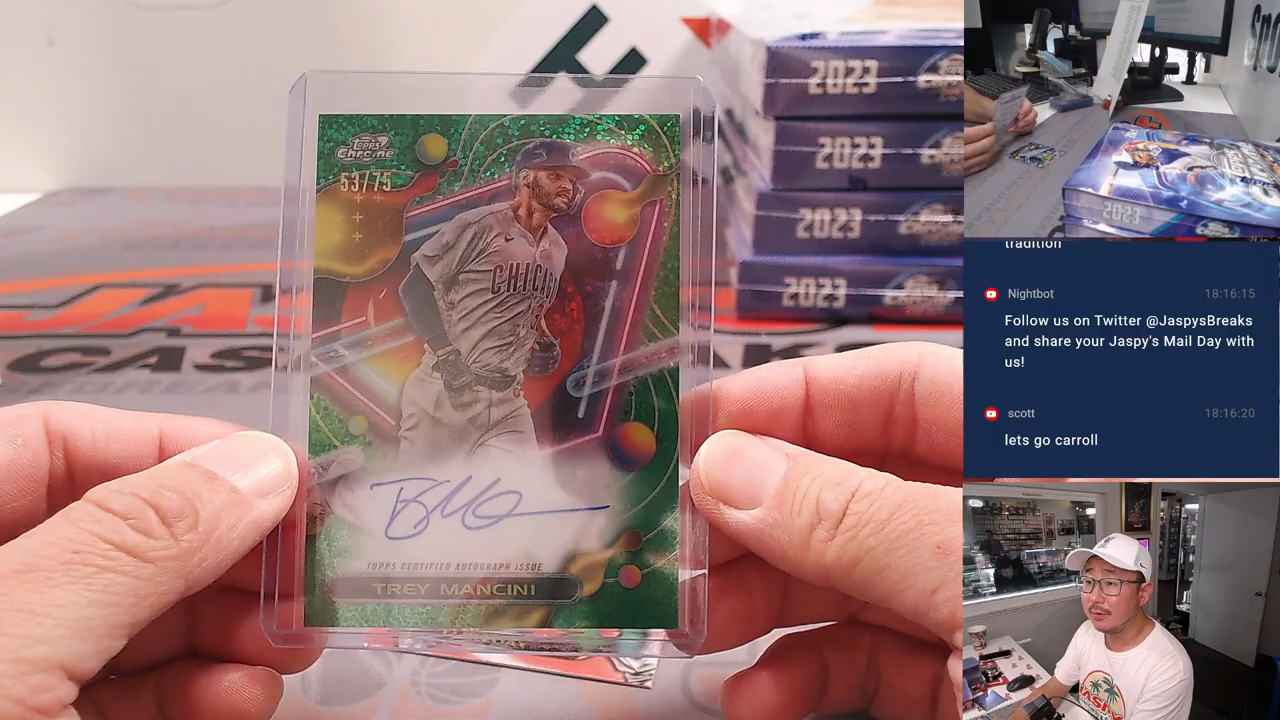 2023
2023
2023
2023
TOPPS
Chrome
53/75
CHICAGO
TOPPS CERTIFIED AUTOGRAPH ISSUE
TREY MANCINI
JAS
CAS
2023
tradition
Nightbot
18:16:15
Follow us on Twitter @JaspysBreaks
and share your Jaspy's Mail Day with
us!
scott
18:16:20
lets go carroll